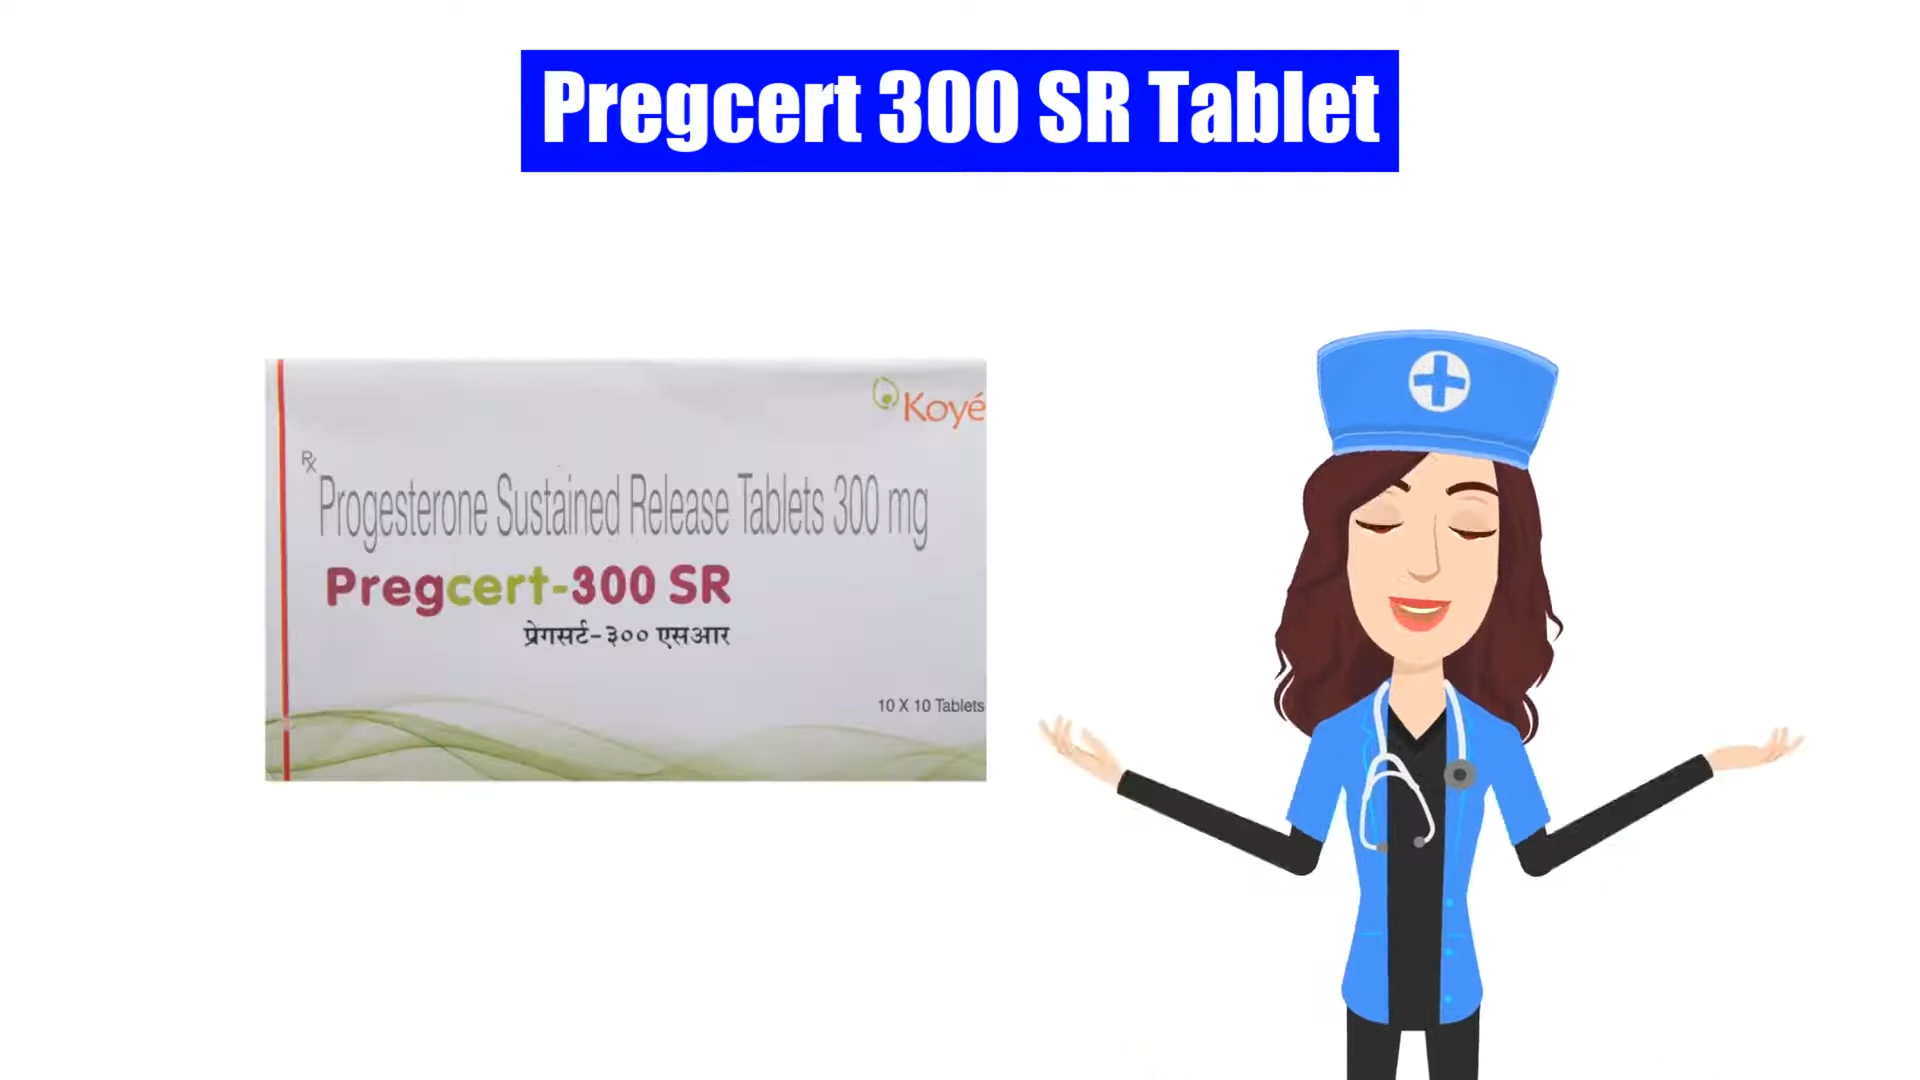 Pregcert 300 SR Tablet
Koyé
Rx
Progesterone Sustained Release Tablets 300 mg
Pregcert-300 SR
प्रेगसर्ट-३०० एसआर
10 X 10 Tablets